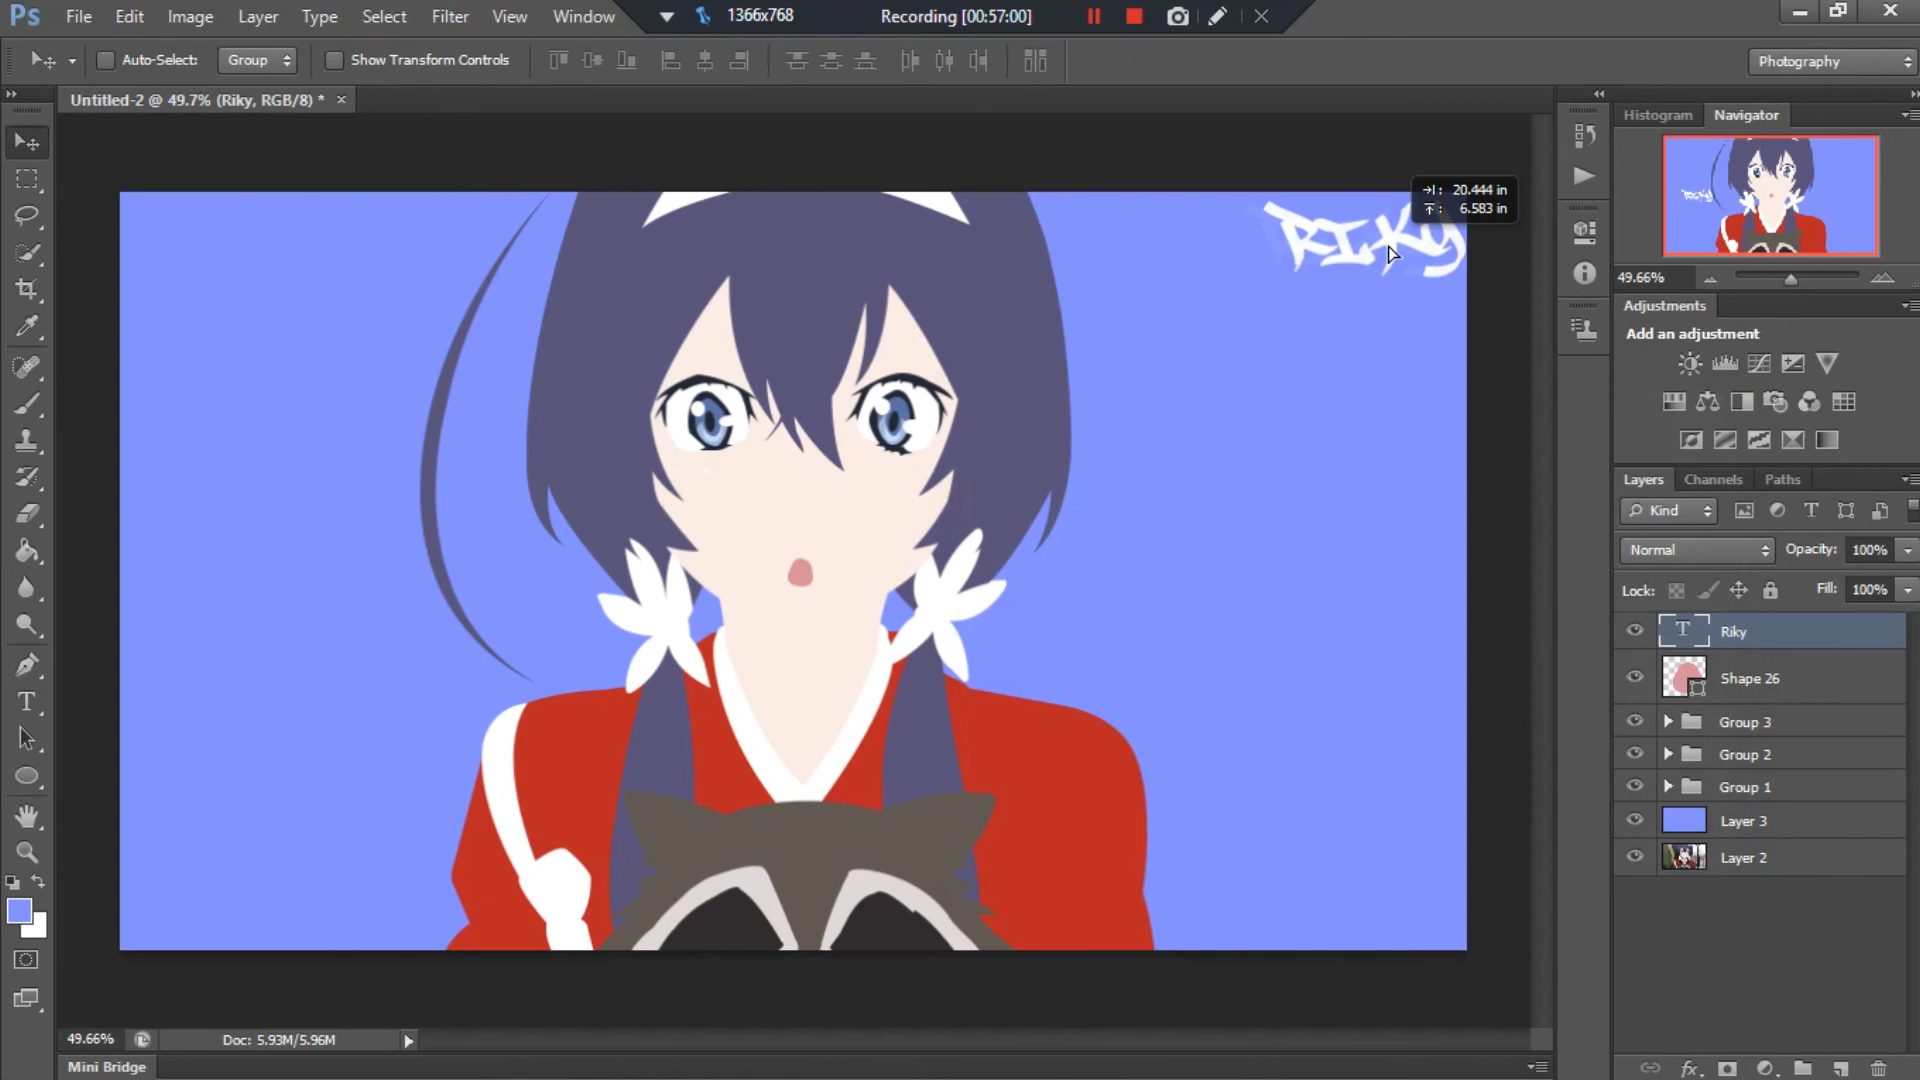 Ps File Edit Image Layer Type Select Filter View Window 1366x768 Recording [00:57:00]
Auto-Select: Group Show Transform Controls Photography
Untitled-2 @ 49.7% (Riky, RGB/8) *
Histogram Navigator
20.444 in
6.583 in
RIKy
49.66%
Adjustments
Add an adjustment
Layers Channels Paths
Kind
Normal Opacity: 100%
Lock: Fill: 100%
T Riky
Shape 26
Group 3
Group 2
Group 1
Layer 3
Layer 2
49.66% Doc: 5.93M/5.96M
Mini Bridge